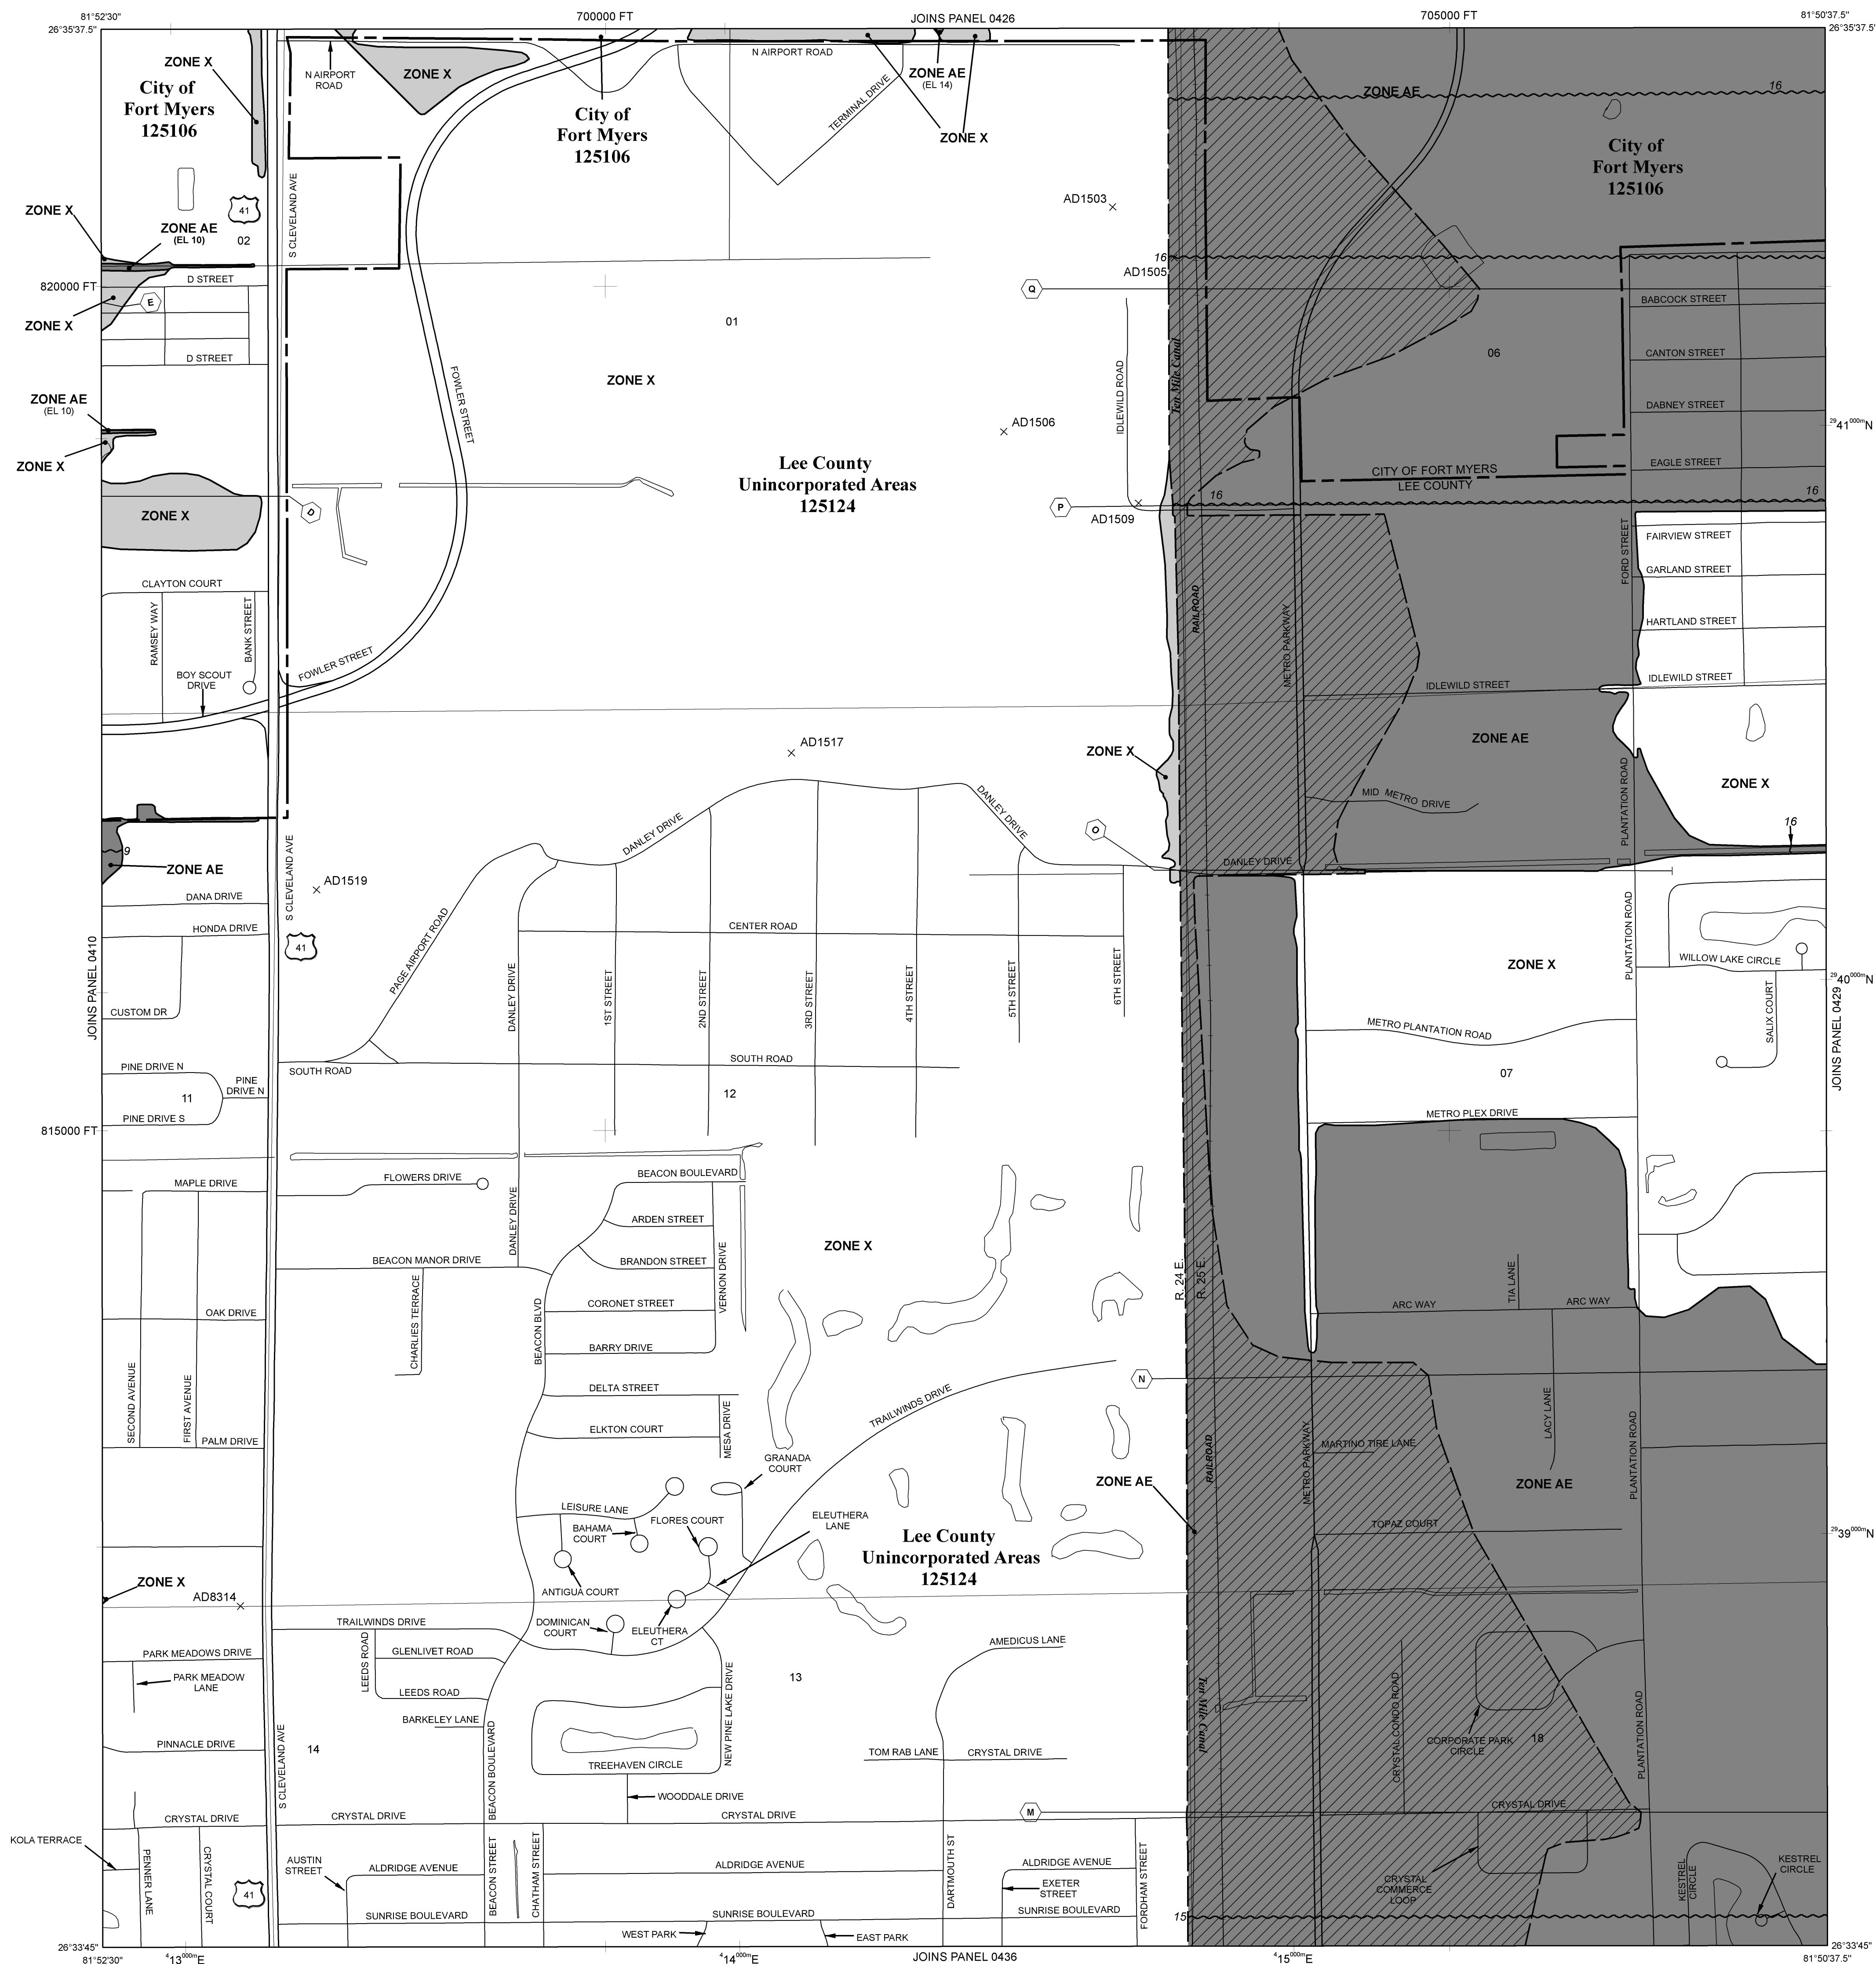 81°52'30"
700000 FT
JOINS PANEL 0426
705000 FT
81°50'37.5"
26°35'37.5"
26°35'37.5"
ZONE X
City of
Fort Myers
125106
N AIRPORT
ROAD
ZONE X
City of
Fort Myers
125106
N AIRPORT ROAD
TERMINAL DRIVE
ZONE AE
(EL 14)
ZONE X
ZONE AE
16
City of
Fort Myers
125106
S CLEVELAND AVE
AD1503
ZONE X
41
ZONE AE
(EL 10)
02
16
AD1505
820000 FT
D STREET
E
ZONE X
Q
BABCOCK STREET
01
Ten Mile Canal
06
D STREET
CANTON STREET
ZONE X
FOWLER STREET
IDLEWILD ROAD
ZONE AE
(EL 10)
DABNEY STREET
AD1506
29 41 000m N
ZONE X
Lee County
Unincorporated Areas
125124
CITY OF FORT MYERS
LEE COUNTY
EAGLE STREET
16
16
ZONE X
D
P
AD1509
FAIRVIEW STREET
FORD STREET
GARLAND STREET
CLAYTON COURT
RAMSEY WAY
BANK STREET
RAILROAD
METRO PARKWAY
HARTLAND STREET
BOY SCOUT
DRIVE
FOWLER STREET
IDLEWILD STREET
IDLEWILD STREET
AD1517
ZONE X
ZONE AE
ZONE X
MID METRO DRIVE
PLANTATION ROAD
DANLEY DRIVE
DANLEY DRIVE
O
16
9
ZONE AE
DANLEY DRIVE
S CLEVELAND AVE
AD1519
DANA DRIVE
HONDA DRIVE
41
PAGE AIRPORT ROAD
CENTER ROAD
PLANTATION ROAD
JOINS PANEL 0410
ZONE X
WILLOW LAKE CIRCLE
DANLEY DRIVE
1ST STREET
2ND STREET
3RD STREET
4TH STREET
5TH STREET
6TH STREET
29 40 000m N
CUSTOM DR
METRO PLANTATION ROAD
SALIX COURT
JOINS PANEL 0429
PINE DRIVE N
SOUTH ROAD
SOUTH ROAD
PINE
DRIVE N
11
12
07
PINE DRIVE S
METRO PLEX DRIVE
815000 FT
MAPLE DRIVE
FLOWERS DRIVE
BEACON BOULEVARD
DANLEY DRIVE
ARDEN STREET
ZONE X
BEACON MANOR DRIVE
BRANDON STREET
VERNON DRIVE
R. 24 E.
R. 25 E.
TIA LANE
OAK DRIVE
CHARLIES TERRACE
BEACON BLVD
CORONET STREET
ARC WAY
ARC WAY
BARRY DRIVE
SECOND AVENUE
FIRST AVENUE
DELTA STREET
TRAILWINDS DRIVE
N
LACY LANE
PLANTATION ROAD
PALM DRIVE
ELKTON COURT
MESA DRIVE
RAILROAD
METRO PARKWAY
MARTINO TIRE LANE
GRANADA
COURT
ZONE AE
ZONE AE
LEISURE LANE
BAHAMA
COURT
FLORES COURT
ELEUTHERA
LANE
TOPAZ COURT
29 39 000m N
Lee County
Unincorporated Areas
125124
ZONE X
ANTIGUA COURT
AD8314
TRAILWINDS DRIVE
DOMINICAN
COURT
ELEUTHERA
CT
AMEDICUS LANE
PARK MEADOWS DRIVE
LEEDS ROAD
GLENLIVET ROAD
PARK MEADOW
LANE
13
LEEDS ROAD
NEW PINE LAKE DRIVE
Ten Mile Canal
CRYSTAL CONDO ROAD
PLANTATION ROAD
BARKELEY LANE
CORPORATE PARK
CIRCLE
18
PINNACLE DRIVE
14
S CLEVELAND AVE
BEACON BOULEVARD
TREEHAVEN CIRCLE
TOM RAB LANE
CRYSTAL DRIVE
WOODDALE DRIVE
CRYSTAL DRIVE
CRYSTAL DRIVE
CRYSTAL DRIVE
CRYSTAL DRIVE
M
KOLA TERRACE
PENNER LANE
CRYSTAL COURT
AUSTIN
STREET
ALDRIDGE AVENUE
BEACON STREET
CHATHAM STREET
ALDRIDGE AVENUE
DARTMOUTH ST
ALDRIDGE AVENUE
FORDHAM STREET
EXETER
STREET
CRYSTAL
COMMERCE
LOOP
KESTREL
CIRCLE
KESTREL
CIRCLE
41
SUNRISE BOULEVARD
SUNRISE BOULEVARD
SUNRISE BOULEVARD
15
WEST PARK
EAST PARK
26°33'45"
26°33'45"
81°52'30"
4 13 000m E
4 14 000m E
JOINS PANEL 0436
4 15 000m E
81°50'37.5"